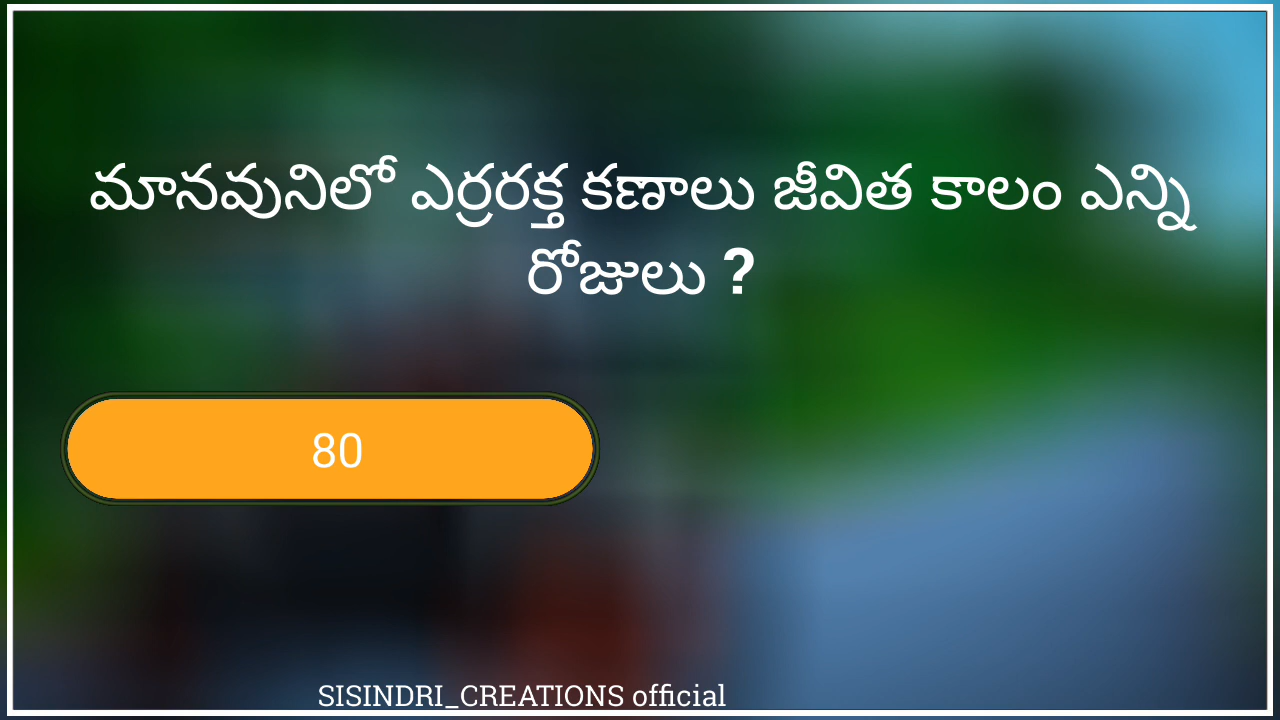 మానవునిలో ఎర్రరక్త కణాలు జీవిత కాలం ఎన్ని
రోజులు ?
80
SISINDRI_CREATIONS official